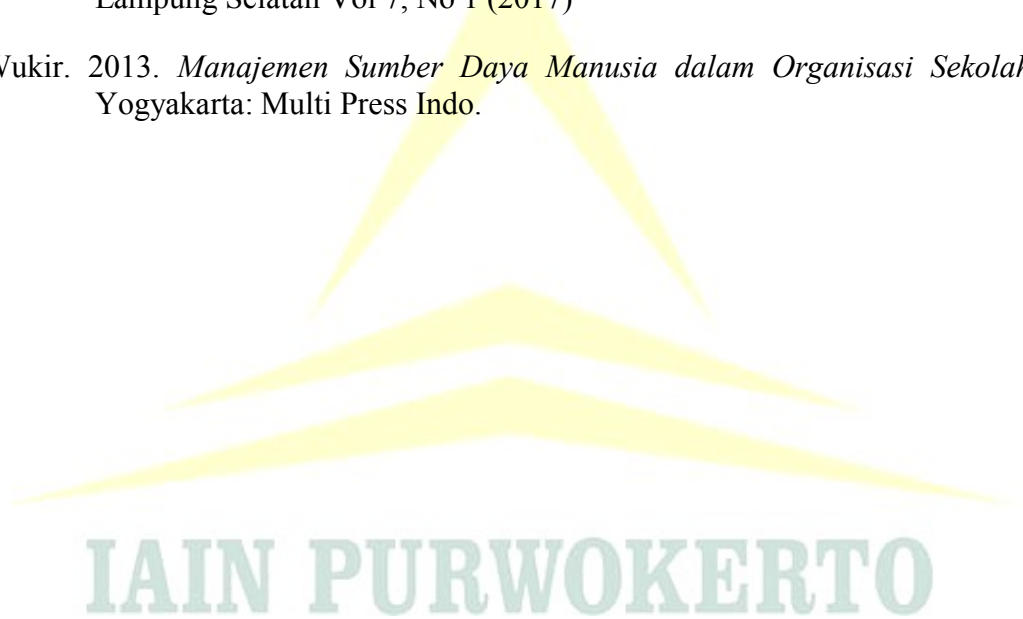 Lampung Selatan Vol 7, No 1 (2017)
Wukir. 2013. Manajemen Sumber Daya Manusia dalam Organisasi Sekolah
Yogyakarta: Multi Press Indo.
IAIN PURWOKERTO